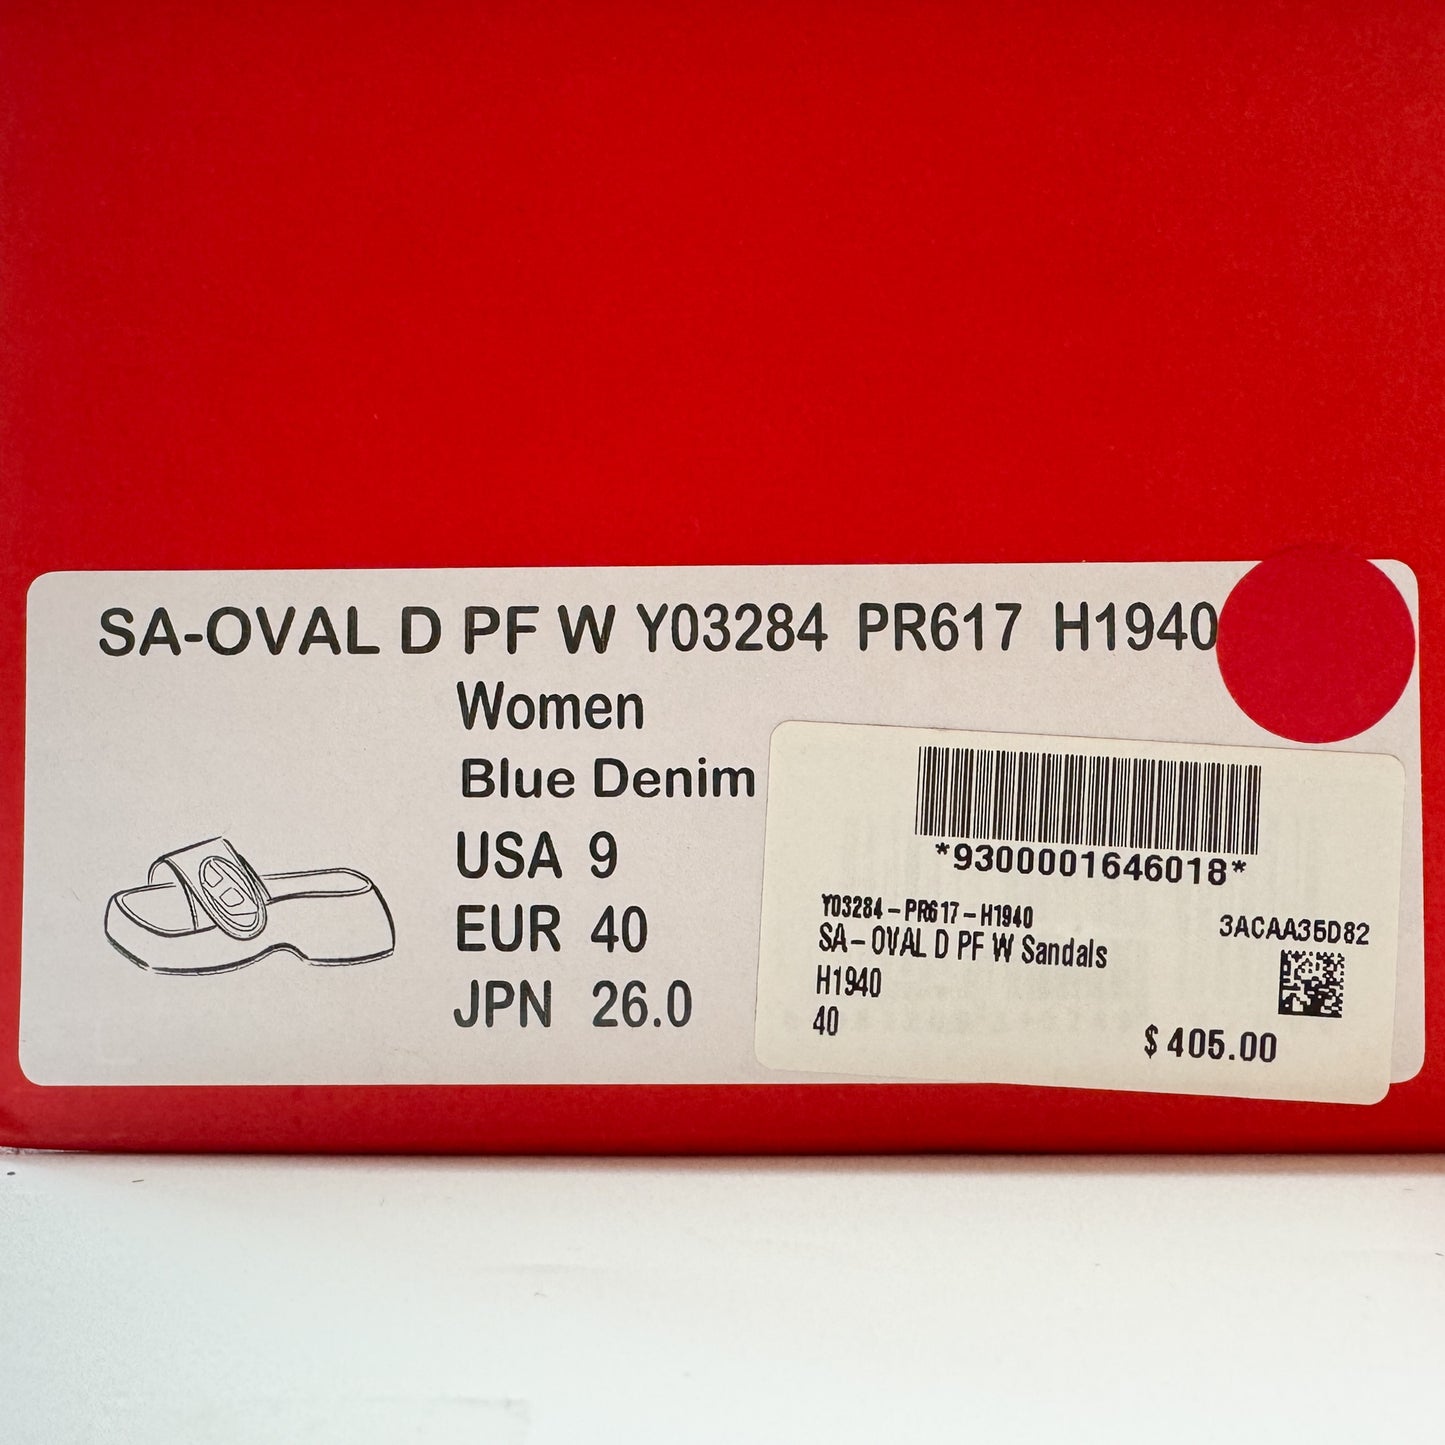 SA-OVAL D PF W Y03284 PR617 H1940
Women
Blue Denim
USA 9
EUR 40
JPN 26.0
*9300001646018*
Y03284-PR617-H1940
SA-OVAL D PF W Sandals
H1940
40
3ACAA35D82
$ 405.00